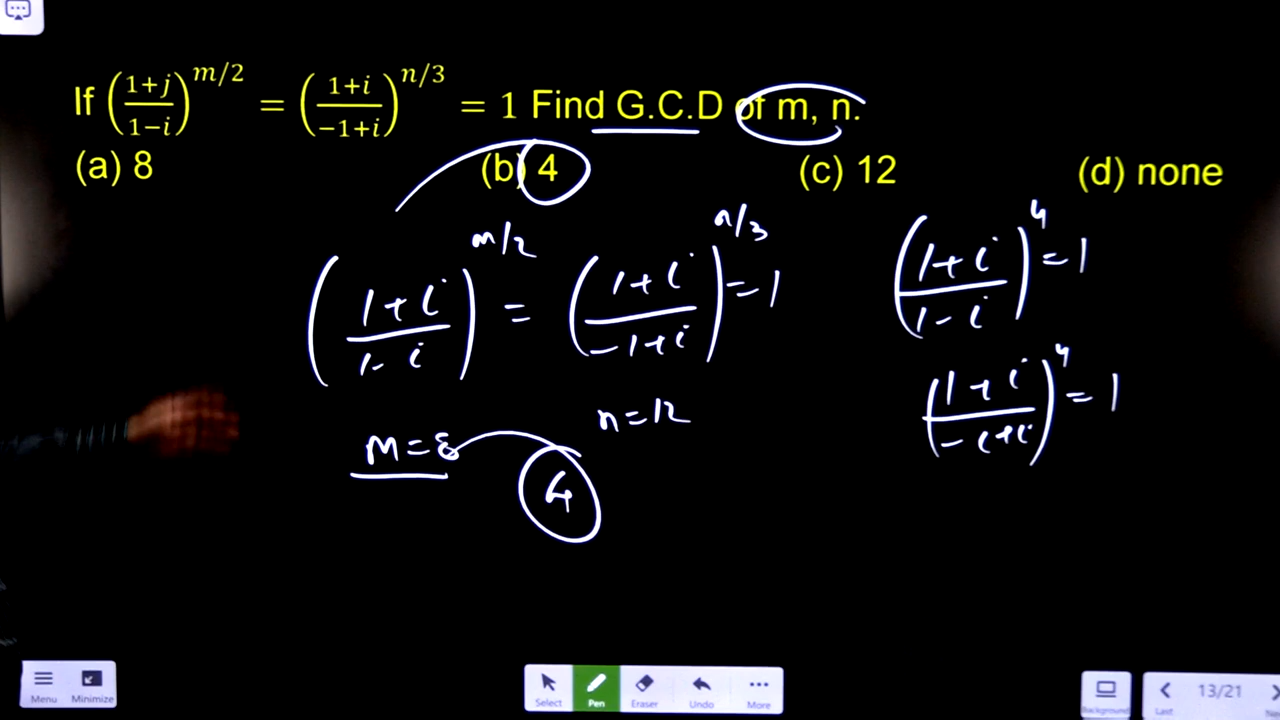 If (1+j/1−i)^m/2 = (1+i/−1+i)^n/3 = 1 Find G.C.D of m, n.
(a) 8 (b) 4 (c) 12 (d) none
(1+i/1-i)^m/2 = (1+i/-1+i)^n/3 = 1
(1+i/1-i)^4 = 1
(1+i/-i+i)^4 = 1
n=12
M=8
4
Menu Minimize Select Pen Eraser Undo More Background Last 13/21